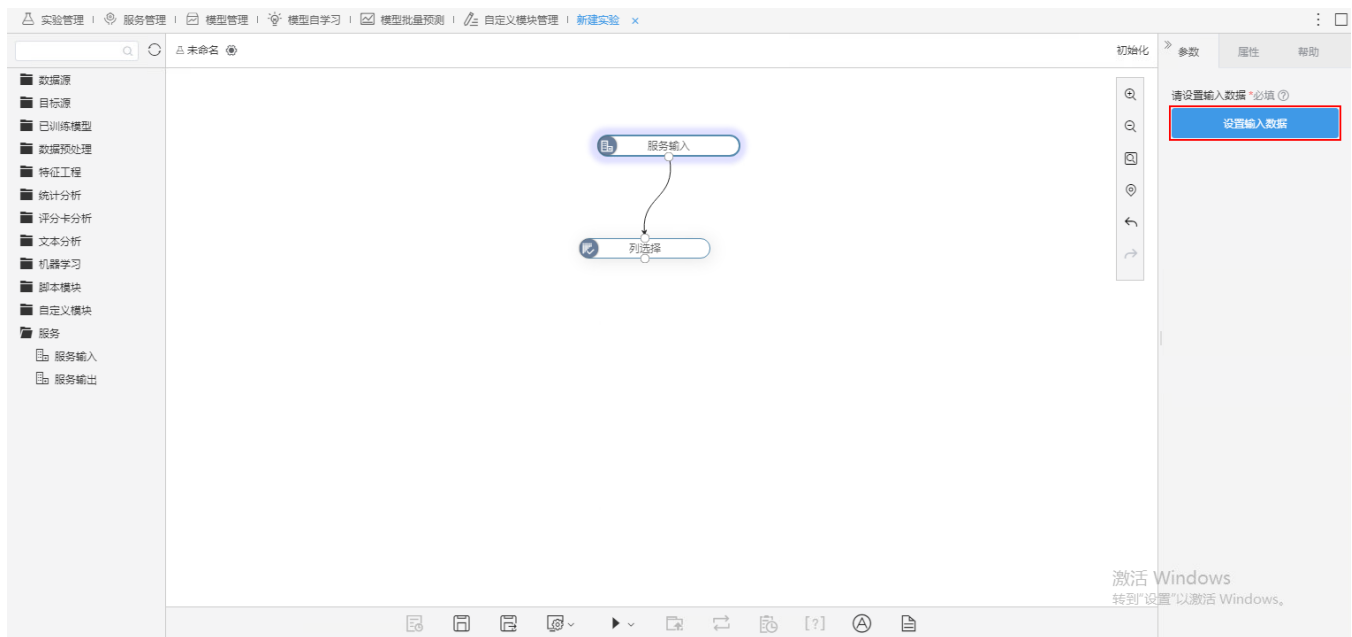 实验管理 服务管理 模型管理 模型自学习 模型批量预测 自定义模块管理 新建实验 ×
未命名 初始化 参数 属性 帮助
数据源
目标源
已训练模型
数据预处理
特征工程
统计分析
评分卡分析
文本分析
机器学习
脚本模块
自定义模块
服务
服务输入
服务输出
服务输入
列选择
请设置输入数据 *必填
设置输入数据
激活 Windows
转到"设置"以激活 Windows。
[?] A